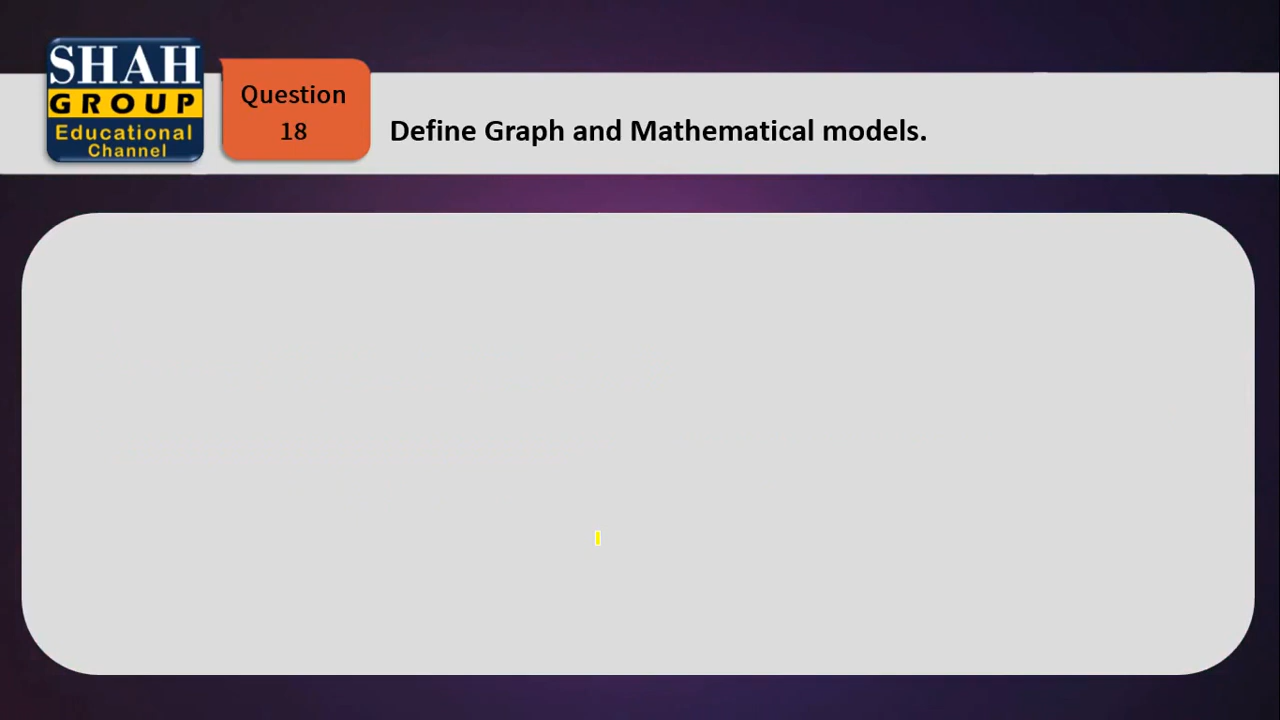 SHAH
GROUP
Educational
Channel
Question
18
Define Graph and Mathematical models.